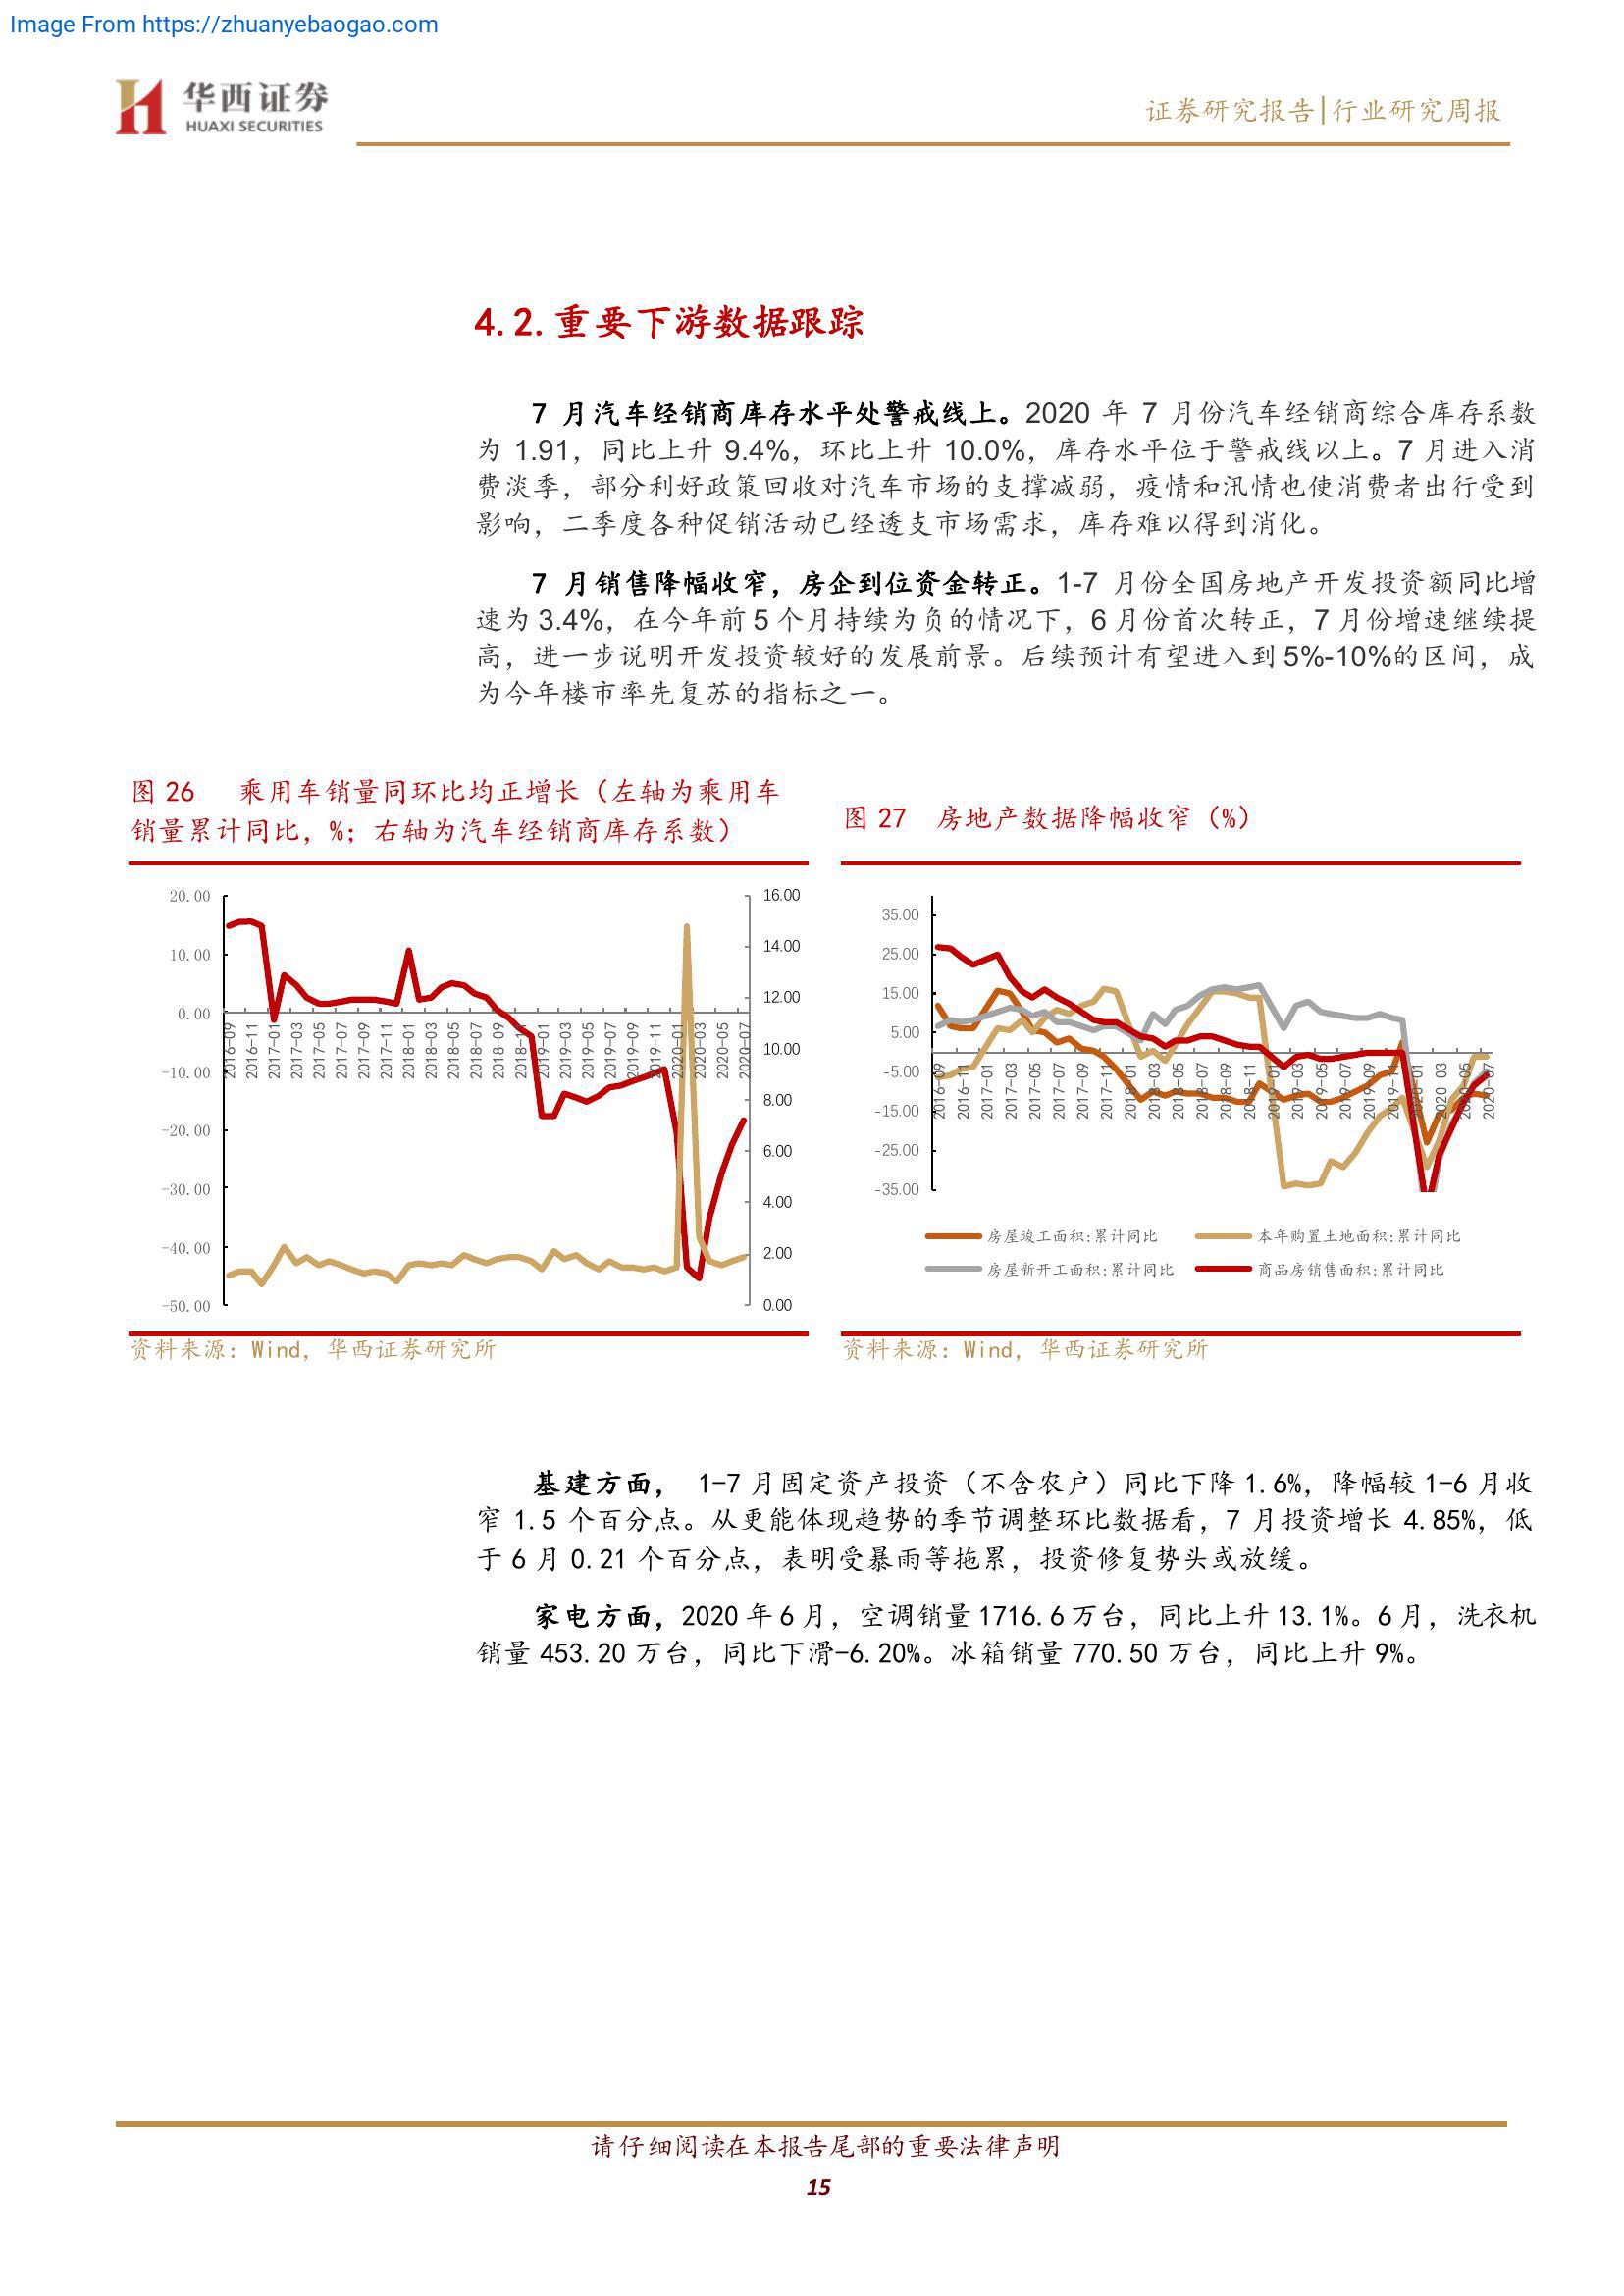 Image From https://zhuanyebaogao.com
华西证券
HUAXI SECURITIES
证券研究报告|行业研究周报
4.2.重要下游数据跟踪
7 月汽车经销商库存水平处警戒线上。2020 年 7 月份汽车经销商综合库存系数
为 1.91，同比上升 9.4%，环比上升 10.0%，库存水平位于警戒线以上。7 月进入消
费淡季，部分利好政策回收对汽车市场的支撑减弱，疫情和汛情也使消费者出行受到
影响，二季度各种促销活动已经透支市场需求，库存难以得到消化。
7 月销售降幅收窄，房企到位资金转正。1-7 月份全国房地产开发投资额同比增
速为 3.4%，在今年前 5 个月持续为负的情况下，6 月份首次转正，7 月份增速继续提
高，进一步说明开发投资较好的发展前景。后续预计有望进入到 5%-10%的区间，成
为今年楼市率先复苏的指标之一。
图 26 乘用车销量同环比均正增长（左轴为乘用车
销量累计同比，%；右轴为汽车经销商库存系数）
20.00
10.00
0.00
-10.00
-20.00
-30.00
-40.00
-50.00
16.00
14.00
12.00
10.00
8.00
6.00
4.00
2.00
0.00
2016-09
2016-11
2017-01
2017-03
2017-05
2017-07
2017-09
2017-11
2018-01
2018-03
2018-05
2018-07
2018-09
2018-11
2019-01
2019-03
2019-05
2019-07
2019-09
2019-11
2020-01
2020-03
2020-05
2020-07
资料来源：Wind，华西证券研究所
图 27 房地产数据降幅收窄（%）
35.00
25.00
15.00
5.00
-5.00
-15.00
-25.00
-35.00
2016-09
2016-11
2017-01
2017-03
2017-05
2017-07
2017-09
2017-11
2018-01
2018-03
2018-05
2018-07
2018-09
2018-11
2019-01
2019-03
2019-05
2019-07
2019-09
2019-11
2020-01
2020-03
2020-05
2020-07
房屋竣工面积:累计同比
本年购置土地面积:累计同比
房屋新开工面积:累计同比
商品房销售面积:累计同比
资料来源：Wind，华西证券研究所
基建方面， 1-7 月固定资产投资（不含农户）同比下降 1.6%，降幅较 1-6 月收
窄 1.5 个百分点。从更能体现趋势的季节调整环比数据看，7 月投资增长 4.85%，低
于 6 月 0.21 个百分点，表明受暴雨等拖累，投资修复势头或放缓。
家电方面，2020 年 6 月，空调销量 1716.6 万台，同比上升 13.1%。6 月，洗衣机
销量 453.20 万台，同比下滑-6.20%。冰箱销量 770.50 万台，同比上升 9%。
请仔细阅读在本报告尾部的重要法律声明
15